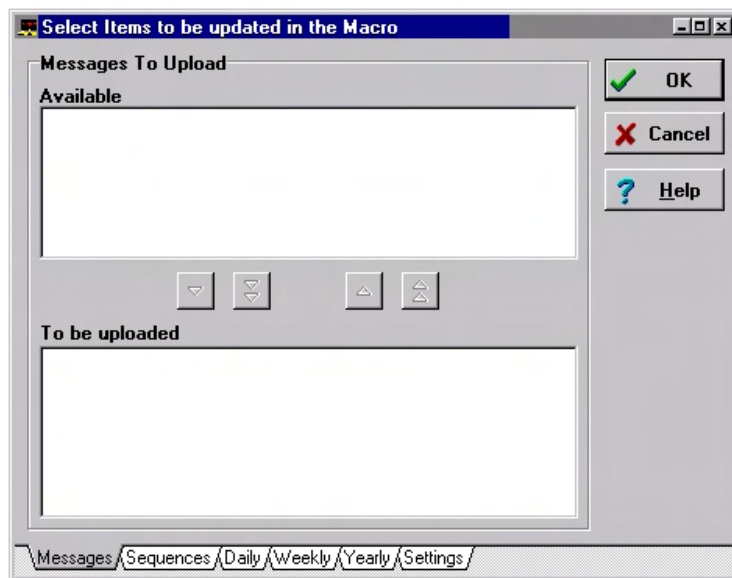 Select Items to be updated in the Macro
Messages To Upload
Available
OK
Cancel
Help
To be uploaded
Messages Sequences Daily Weekly Yearly Settings